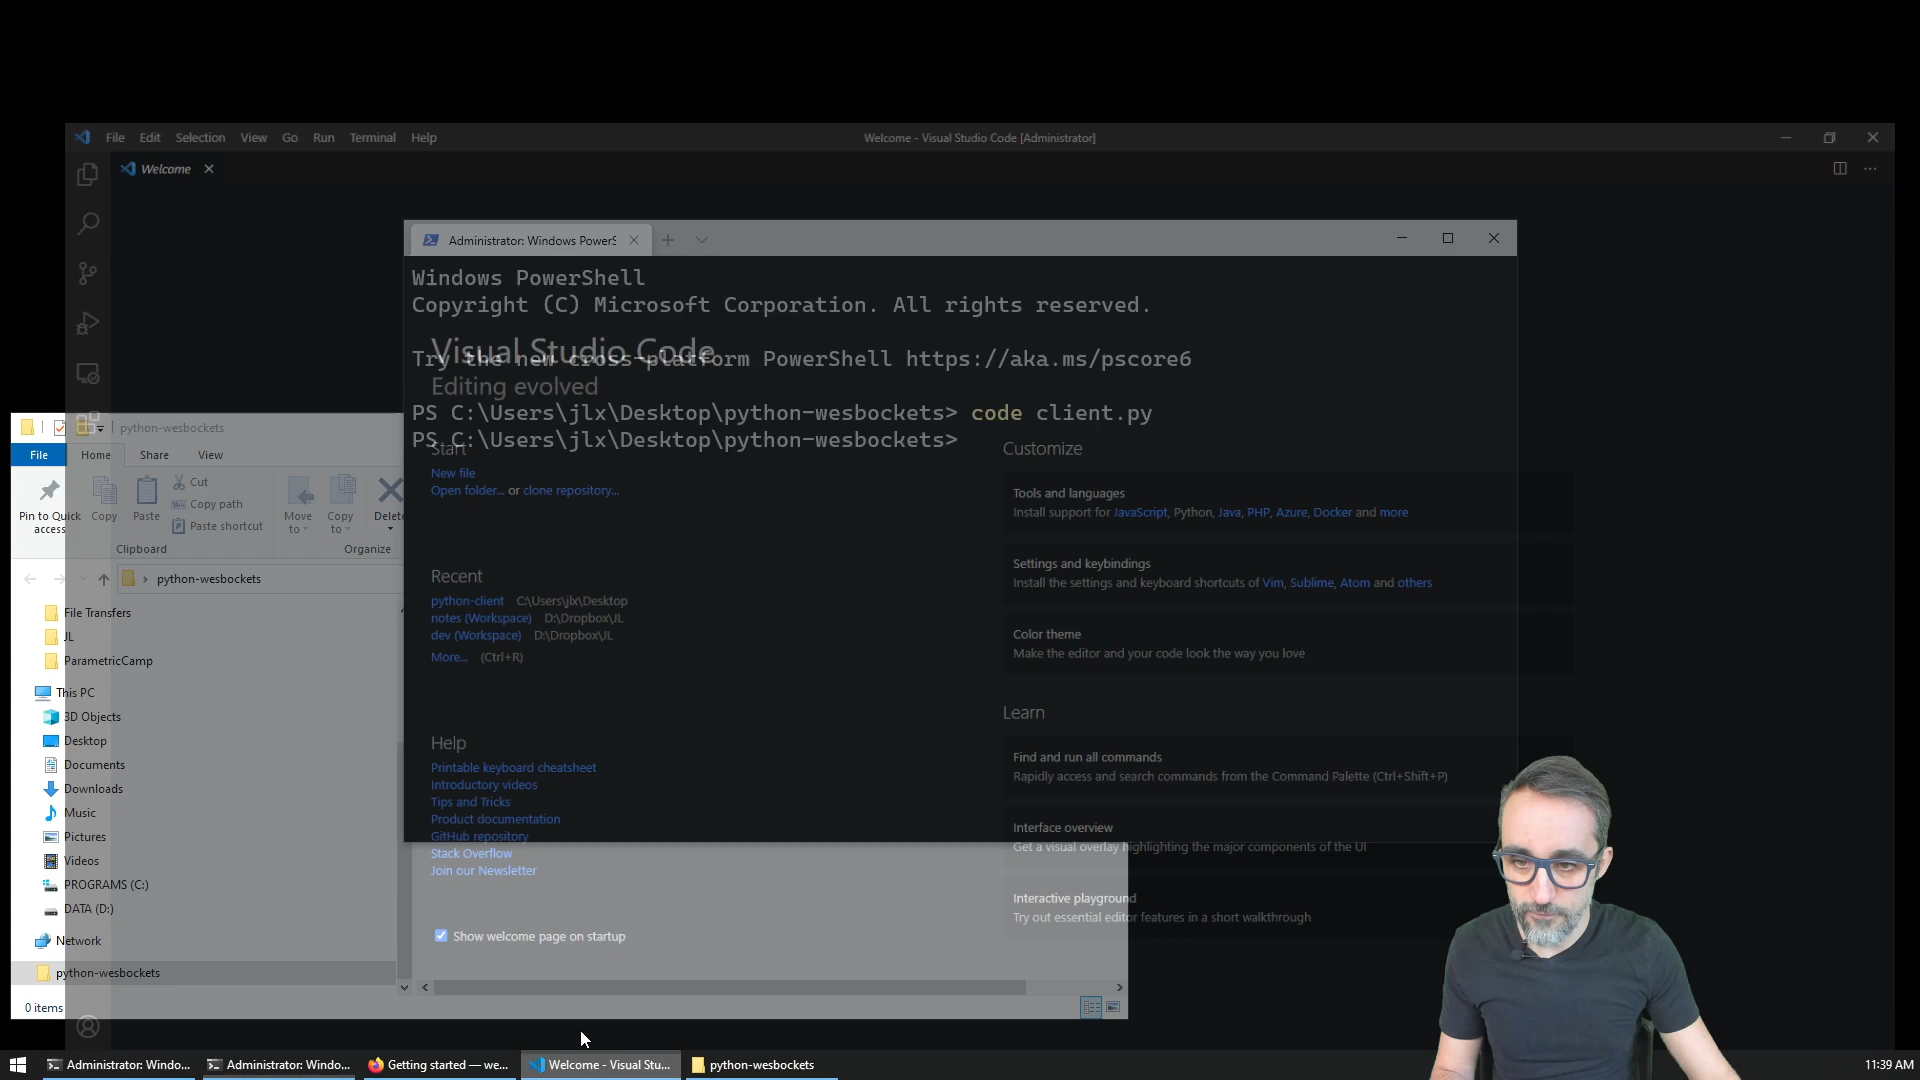 File Edit Selection View Go Run Terminal Help
Welcome - Visual Studio Code [Administrator]
Welcome
Administrator: Windows PowerS
Windows PowerShell
Copyright (C) Microsoft Corporation. All rights reserved.
Try the new cross-platform PowerShell https://aka.ms/pscore6
Visual Studio Code
Editing evolved
PS C:\Users\jlx\Desktop\python-wesbockets> code client.py
PS C:\Users\jlx\Desktop\python-wesbockets>
Start
New file
Open folder... or clone repository...
Recent
python-client C:\Users\jlx\Desktop
notes (Workspace) D:\Dropbox\JL
dev (Workspace) D:\Dropbox\JL
More... (Ctrl+R)
Help
Printable keyboard cheatsheet
Introductory videos
Tips and Tricks
Product documentation
GitHub repository
Stack Overflow
Join our Newsletter
Show welcome page on startup
Customize
Tools and languages
Install support for JavaScript, Python, Java, PHP, Azure, Docker and more
Settings and keybindings
Install the settings and keyboard shortcuts of Vim, Sublime, Atom and others
Color theme
Make the editor and your code look the way you love
Learn
Find and run all commands
Rapidly access and search commands from the Command Palette (Ctrl+Shift+P)
Interface overview
Get a visual overlay highlighting the major components of the UI
Interactive playground
Try out essential editor features in a short walkthrough
python-wesbockets
File Home Share View
Pin to Quick access
Copy
Paste
Cut
Copy path
Paste shortcut
Move to
Copy to
Delete
Clipboard
Organize
python-wesbockets
File Transfers
JL
ParametricCamp
This PC
3D Objects
Desktop
Documents
Downloads
Music
Pictures
Videos
PROGRAMS (C:)
DATA (D:)
Network
python-wesbockets
0 items
Administrator: Windo...
Administrator: Windo...
Getting started — we...
Welcome - Visual Stu...
python-wesbockets
11:39 AM